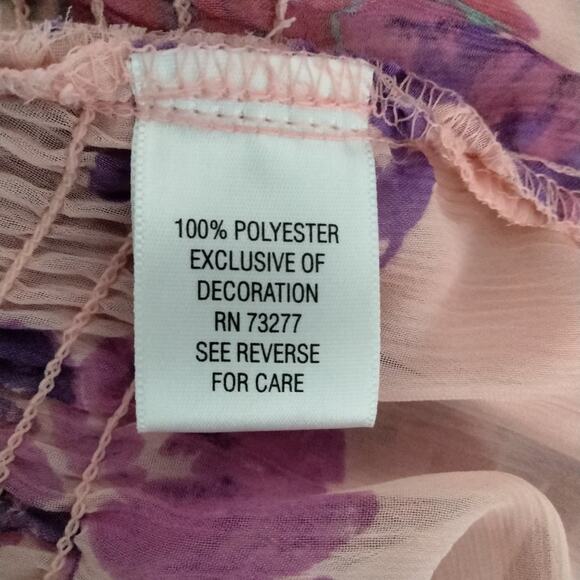 100% POLYESTER
EXCLUSIVE OF
DECORATION
RN 73277
SEE REVERSE
FOR CARE